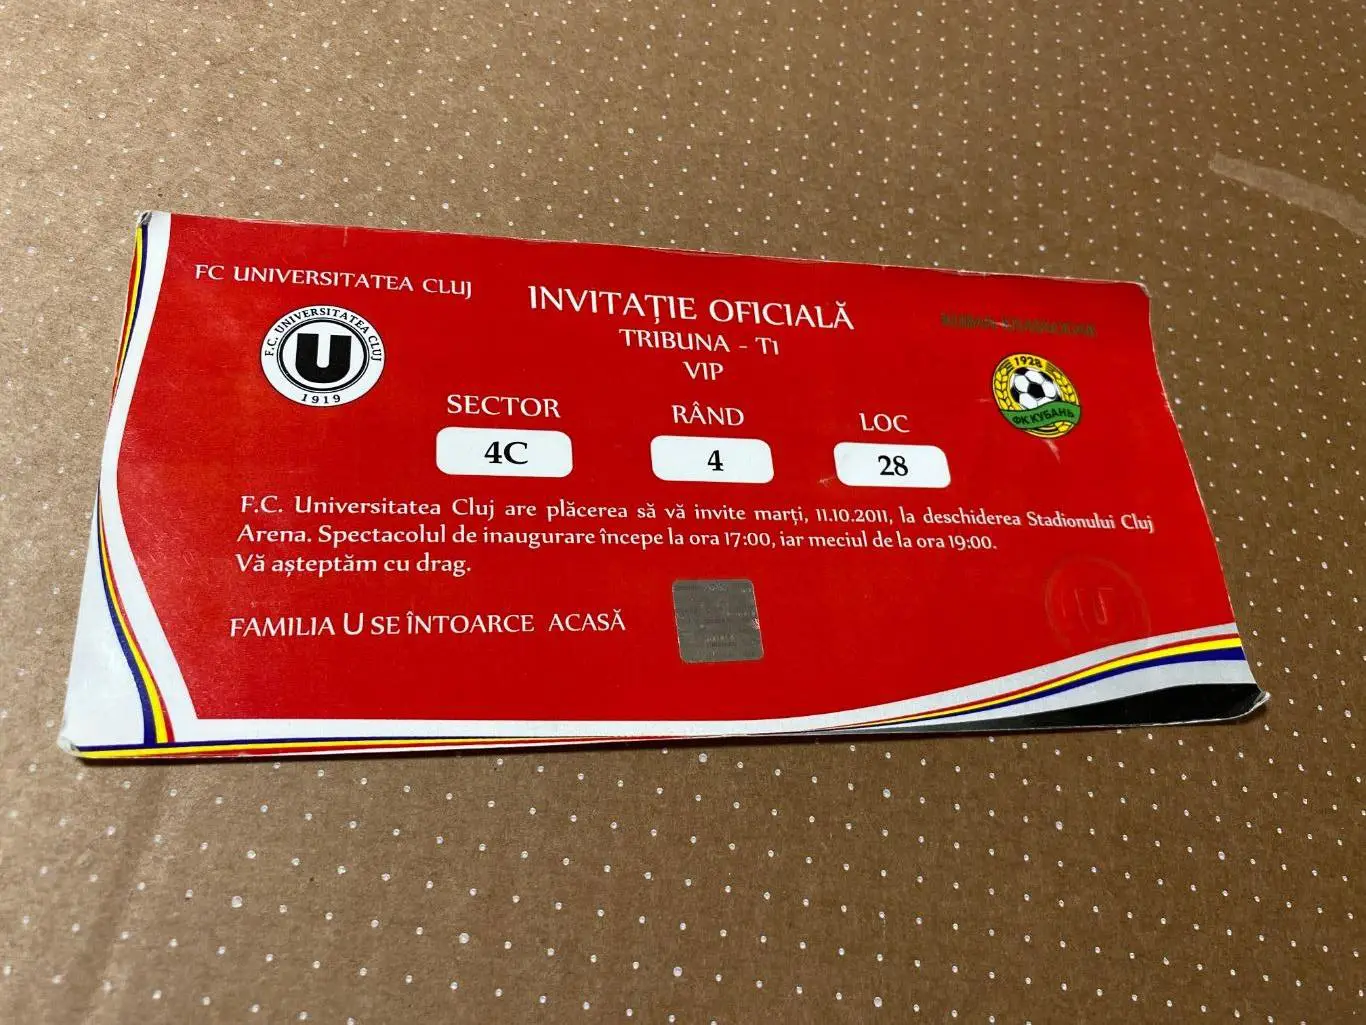 FC UNIVERSITATEA CLUJ
INVITAȚIE OFICIALĂ
TRIBUNA - T1
VIP
F.C. UNIVERSITATEA CLUJ
U
1919
1928
ФК КУБАНЬ
SECTOR RÂND LOC
4C 4 28
F.C. Universitatea Cluj are plăcerea să vă invite marți, 11.10.2011, la deschiderea Stadionului Cluj
Arena. Spectacolul de inaugurare începe la ora 17:00, iar meciul de la ora 19:00.
Vă așteptăm cu drag.
FAMILIA U SE ÎNTOARCE ACASĂ
U